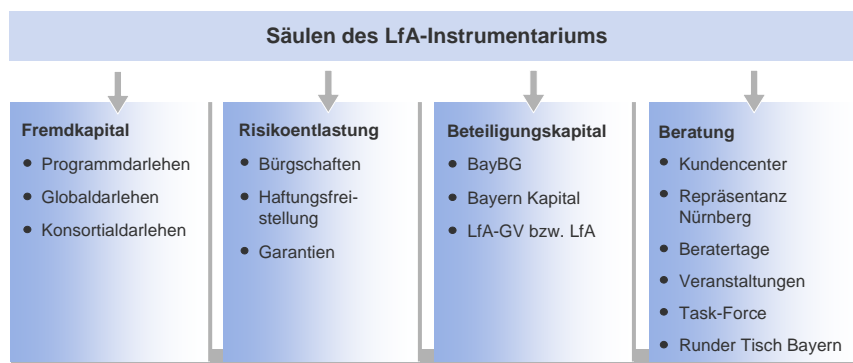 Säulen des LfA-Instrumentariums
Fremdkapital
• Programmdarlehen
• Globaldarlehen
• Konsortialdarlehen
Risikoentlastung
• Bürgschaften
• Haftungsfrei-
stellung
• Garantien
Beteiligungskapital
• BayBG
• Bayern Kapital
• LfA-GV bzw. LfA
Beratung
• Kundencenter
• Repräsentanz
Nürnberg
• Beratertage
• Veranstaltungen
• Task-Force
• Runder Tisch Bayern